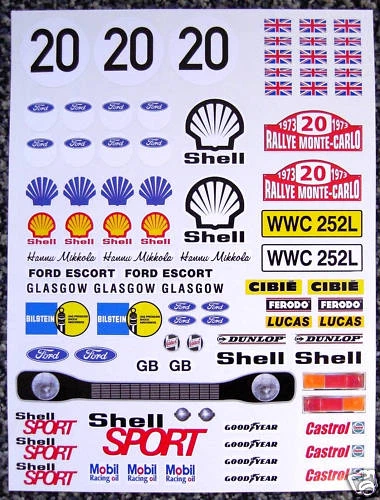 20 20 20
Ford Ford Ford Ford
Ford Ford Ford Ford
Shell
1973 20 1973
RALLYE MONTE-CARLO
1973 20 1973
RALLYE MONTE-CARLO
Shell Shell Shell Shell
Shell
WWC 252L
WWC 252L
Hannu Mikkola Hannu Mikkola Hannu Mikkola
FORD ESCORT FORD ESCORT
GLASGOW GLASGOW GLASGOW
CIBIÉ CIBIÉ
BILSTEIN BILSTEIN
FERODO FERODO
LUCAS LUCAS
DUNLOP DUNLOP
Ford Ford Ford
GB GB
Shell Shell
Shell
SPORT
Shell
SPORT
Shell
SPORT
Shell
SPORT
Mobil Mobil Mobil
Racing oil Racing oil Racing oil
GOODYEAR GOODYEAR
GOODYEAR GOODYEAR
GOODYEAR GOODYEAR
Castrol
Castrol
Castrol